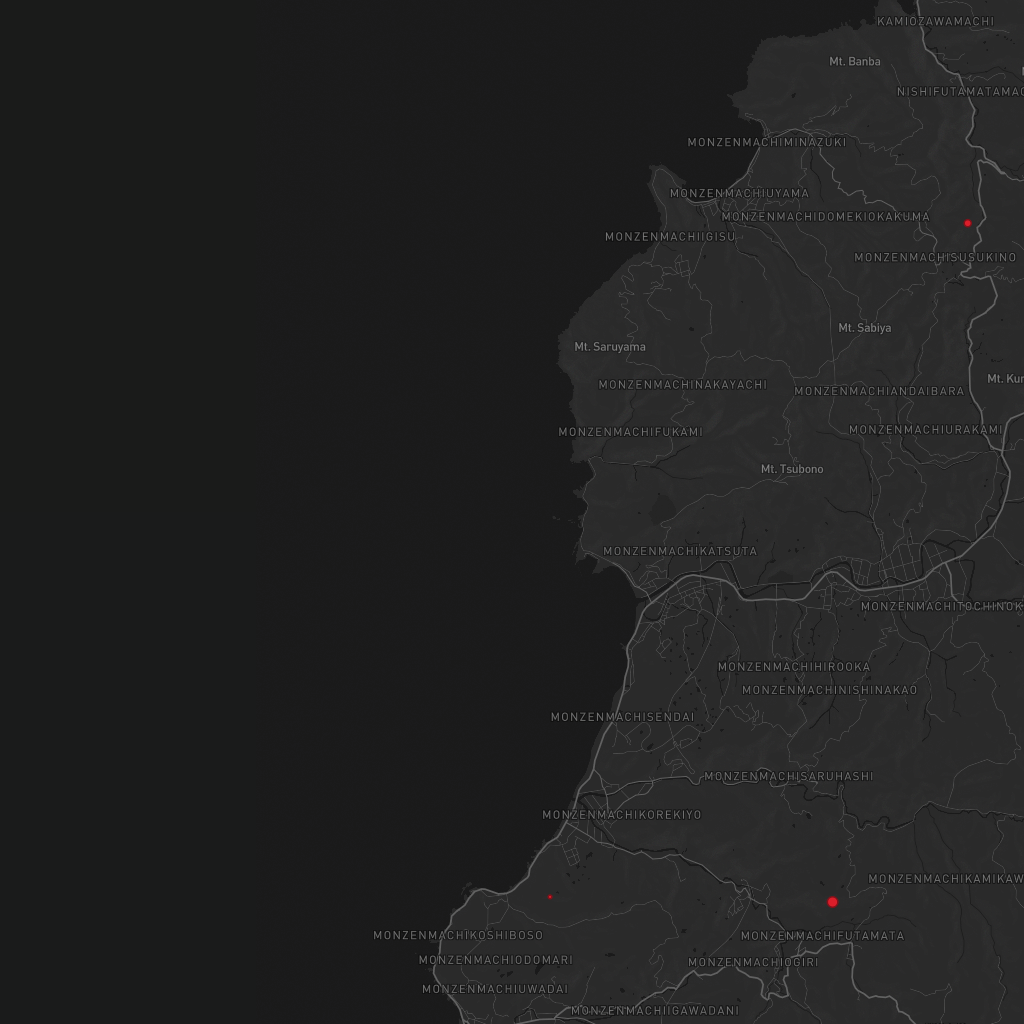 KAMIOZAWAMACHI
Mt. Banba
NISHIFUTAMATAMAC
MONZENMACHIMINAZUKI
MONZENMACHIUYAMA
MONZENMACHIDOMEKIOKAKUMA
MONZENMACHIIGISU
MONZENMACHISUSUKINO
Mt. Sabiya
Mt. Saruyama
Mt. Kur
MONZENMACHINAKAYACHI
MONZENMACHIANDAIBARA
MONZENMACHIFUKAMI
MONZENMACHIURAKAMI
Mt. Tsubono
MONZENMACHIKATSUTA
MONZENMACHITOCHINOK
MONZENMACHIHIROOKA
MONZENMACHINISHINAKAO
MONZENMACHISENDAI
MONZENMACHISARUHASHI
MONZENMACHIKOREKIYO
MONZENMACHIKAMIKAW
MONZENMACHIKOSHIBOSO
MONZENMACHIFUTAMATA
MONZENMACHIODOMARI
MONZENMACHIOGIRI
MONZENMACHIUWADAI
MONZENMACHIIGAWADANI